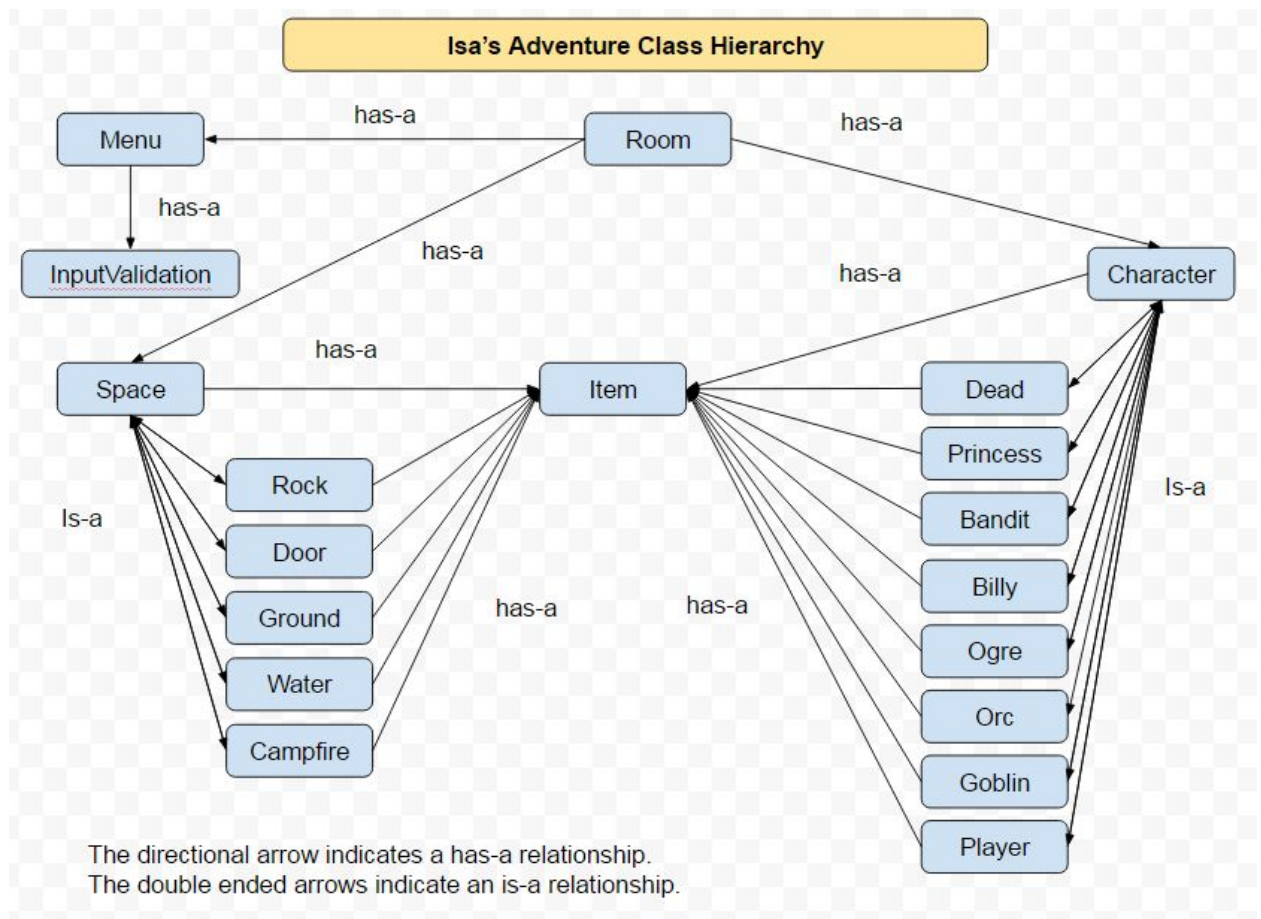 Isa's Adventure Class Hierarchy
has-a
has-a
Menu
Room
has-a
has-a
InputValidation
has-a
Character
has-a
Space
Item
Dead
Princess
Rock
Is-a
Is-a
Bandit
Door
Billy
has-a
has-a
Ground
Ogre
Water
Orc
Campfire
Goblin
Player
The directional arrow indicates a has-a relationship.
The double ended arrows indicate an is-a relationship.